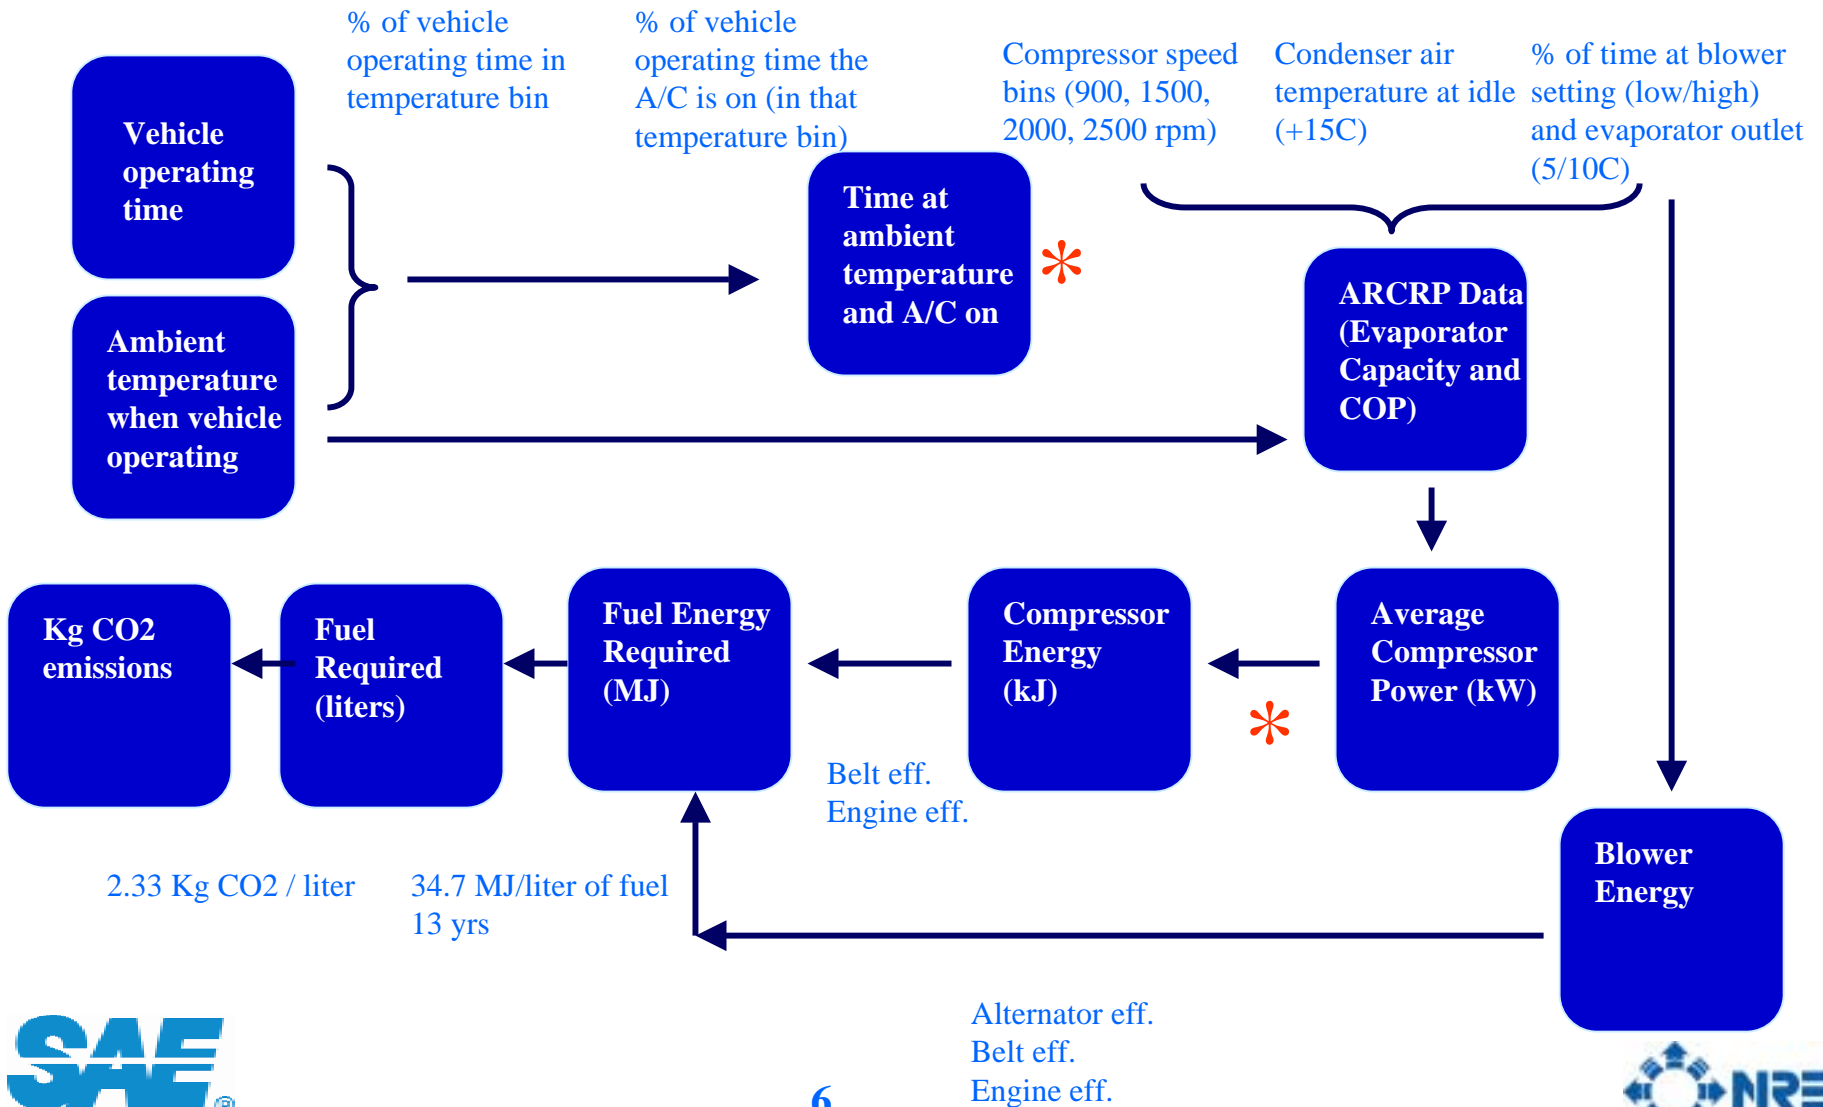 % of vehicle
operating time in
temperature bin
% of vehicle
operating time the
A/C is on (in that
temperature bin)
Compressor speed
bins (900, 1500,
2000, 2500 rpm)
Condenser air
temperature at idle
(+15C)
% of time at blower
setting (low/high)
and evaporator outlet
(5/10C)
Vehicle
operating
time
Time at
ambient
temperature
and A/C on
*
Ambient
temperature
when vehicle
operating
ARCRP Data
(Evaporator
Capacity and
COP)
Kg CO2
emissions
Fuel
Required
(liters)
Fuel Energy
Required
(MJ)
Compressor
Energy
(kJ)
*
Average
Compressor
Power (kW)
Belt eff.
Engine eff.
2.33 Kg CO2 / liter
34.7 MJ/liter of fuel
13 yrs
Blower
Energy
Alternator eff.
Belt eff.
Engine eff.
SAE
®
6